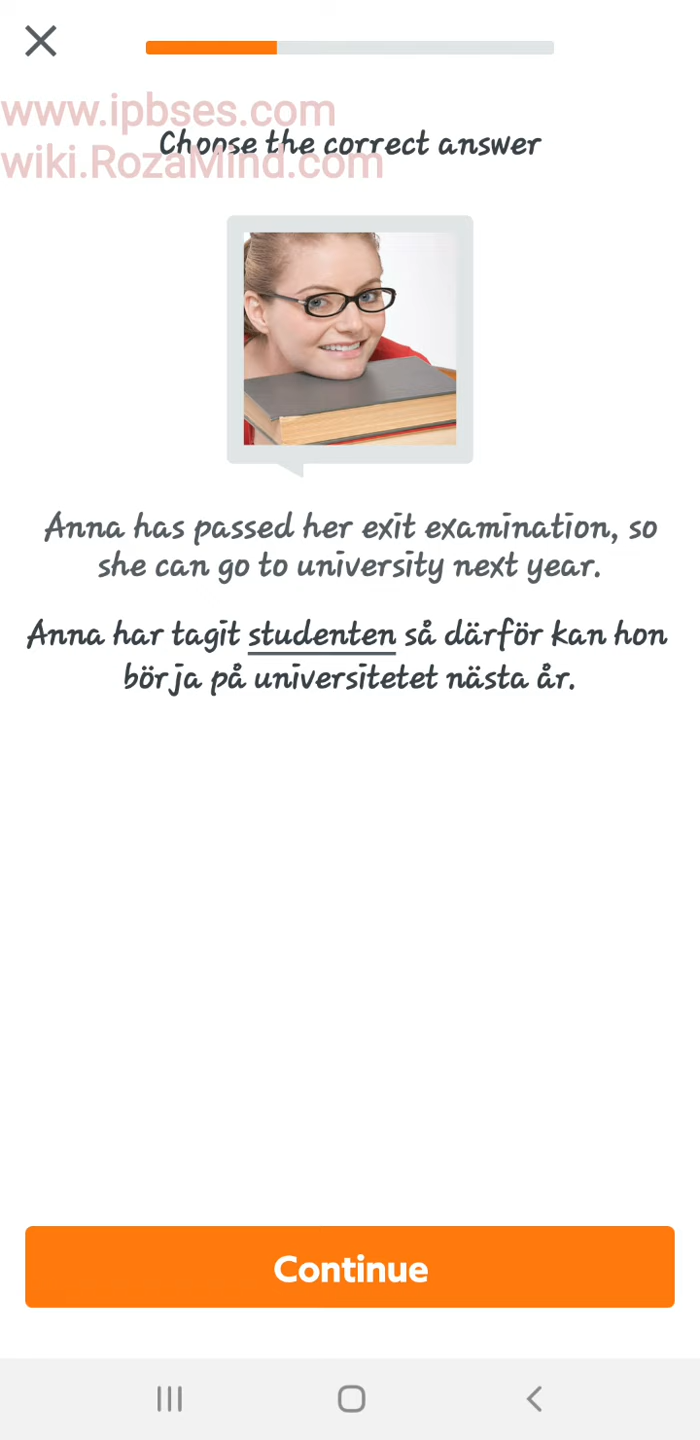 www.ipbses.com
Choose the correct answer
wiki.RozaMind.com
Anna has passed her exit examination, so
she can go to university next year.
Anna har tagit studenten så därför kan hon
börja på universitetet nästa år.
Continue